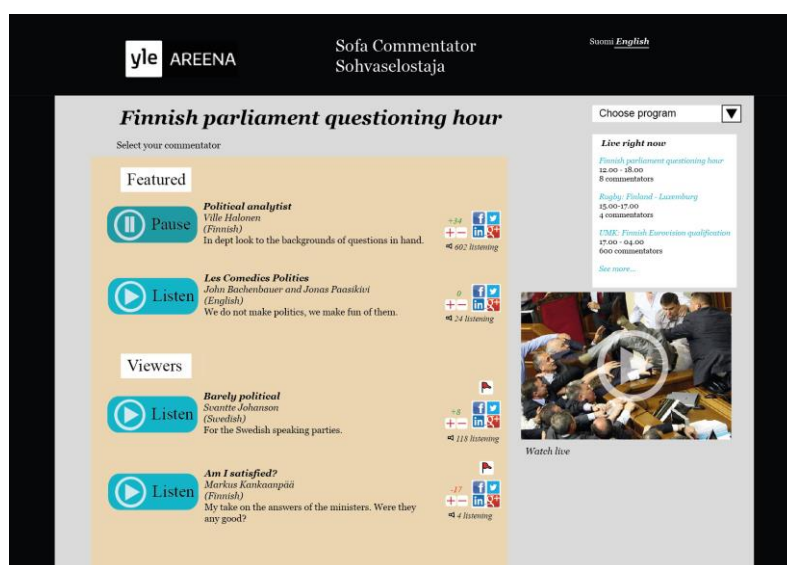 yle AREENA
Sofa Commentator
Sohvaselostaja
Suomi English
Finnish parliament questioning hour
Select your commentator
Choose program
Live right now
Finnish parliament questioning hour
12.00 - 18.00
8 commentators
Rugby: Finland - Luxemburg
15.00-17.00
4 commentators
UMK: Finnish Eurovision qualification
17.00 - 04.00
600 commentators
See more...
Watch live
Featured
Pause
Political analytist
Ville Halonen
(Finnish)
In dept look to the backgrounds of questions in hand.
+34
+ -
f
in g+
602 listening
Listen
Les Comedics Politics
John Bachenbauer and Jonas Paasikivi
(English)
We do not make politics, we make fun of them.
0
+ -
f
in g+
24 listening
Viewers
Listen
Barely political
Svantte Johanson
(Swedish)
For the Swedish speaking parties.
+8
+ -
f
in g+
118 listening
Listen
Am I satisfied?
Markus Kankaanpää
(Finnish)
My take on the answers of the ministers. Were they
any good?
-17
+ -
f
in g+
4 listening